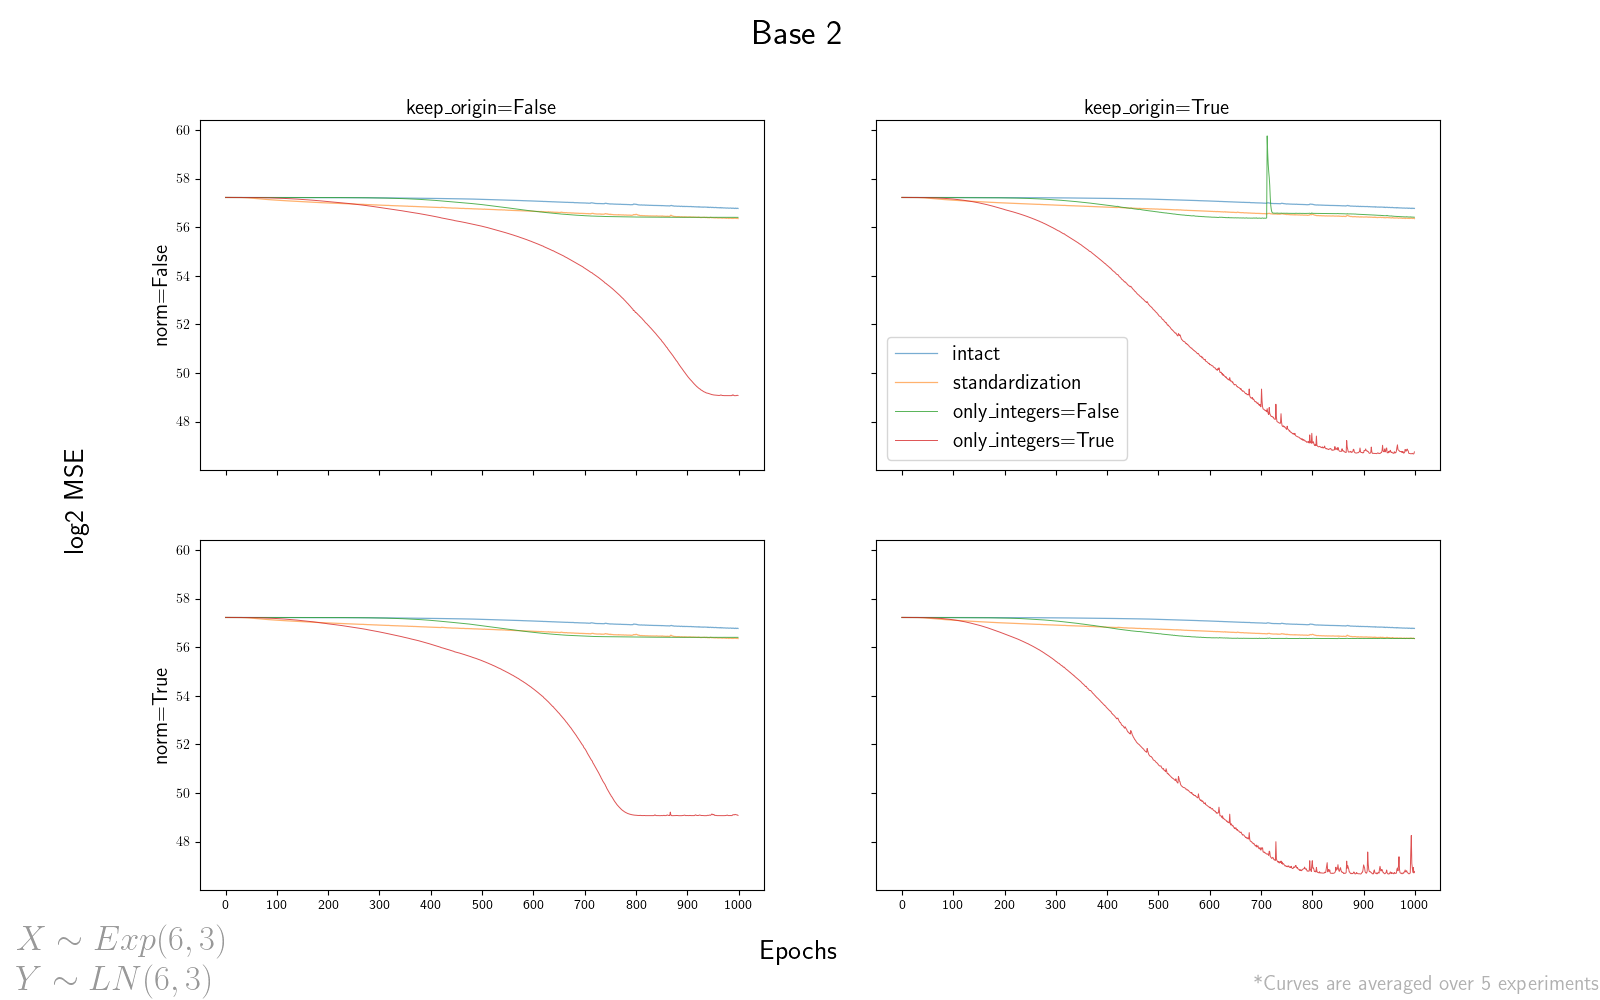 Base 2
keep_origin=False
keep_origin=True
60
58
56
54
52
50
48
norm=False
intact
standardization
only_integers=False
only_integers=True
log2 MSE
60
58
56
54
52
50
48
norm=True
0 100 200 300 400 500 600 700 800 900 1000
0 100 200 300 400 500 600 700 800 900 1000
Epochs
X ∼ Exp(6, 3)
Y ∼ LN(6, 3)
*Curves are averaged over 5 experiments